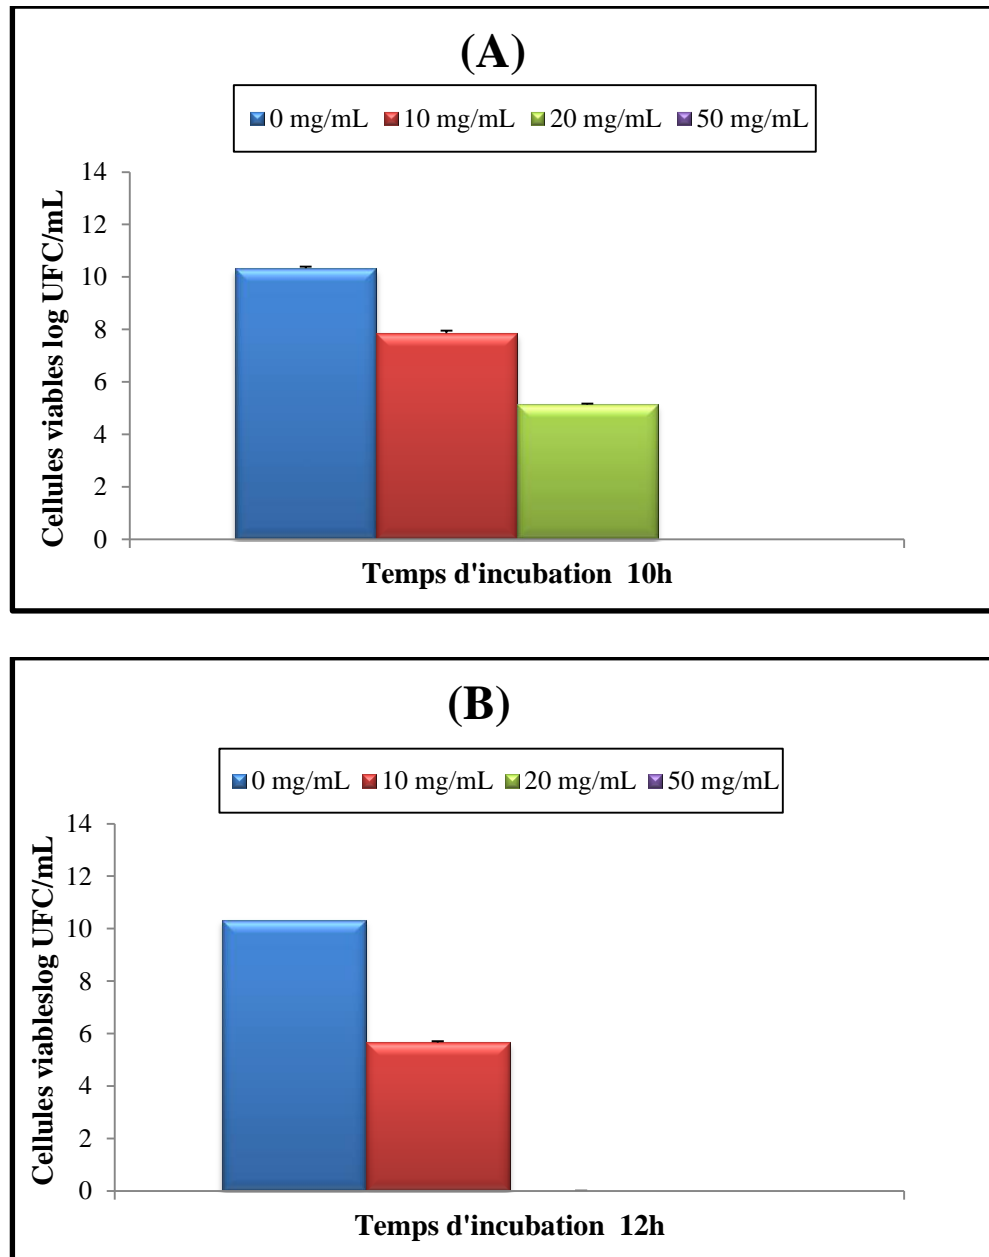 (A)
0 mg/mL 10 mg/mL 20 mg/mL 50 mg/mL
Cellules viables log UFC/mL
14
12
10
8
6
4
2
0
Temps d'incubation 10h
(B)
0 mg/mL 10 mg/mL 20 mg/mL 50 mg/mL
Cellules viableslog UFC/mL
14
12
10
8
6
4
2
0
Temps d'incubation 12h